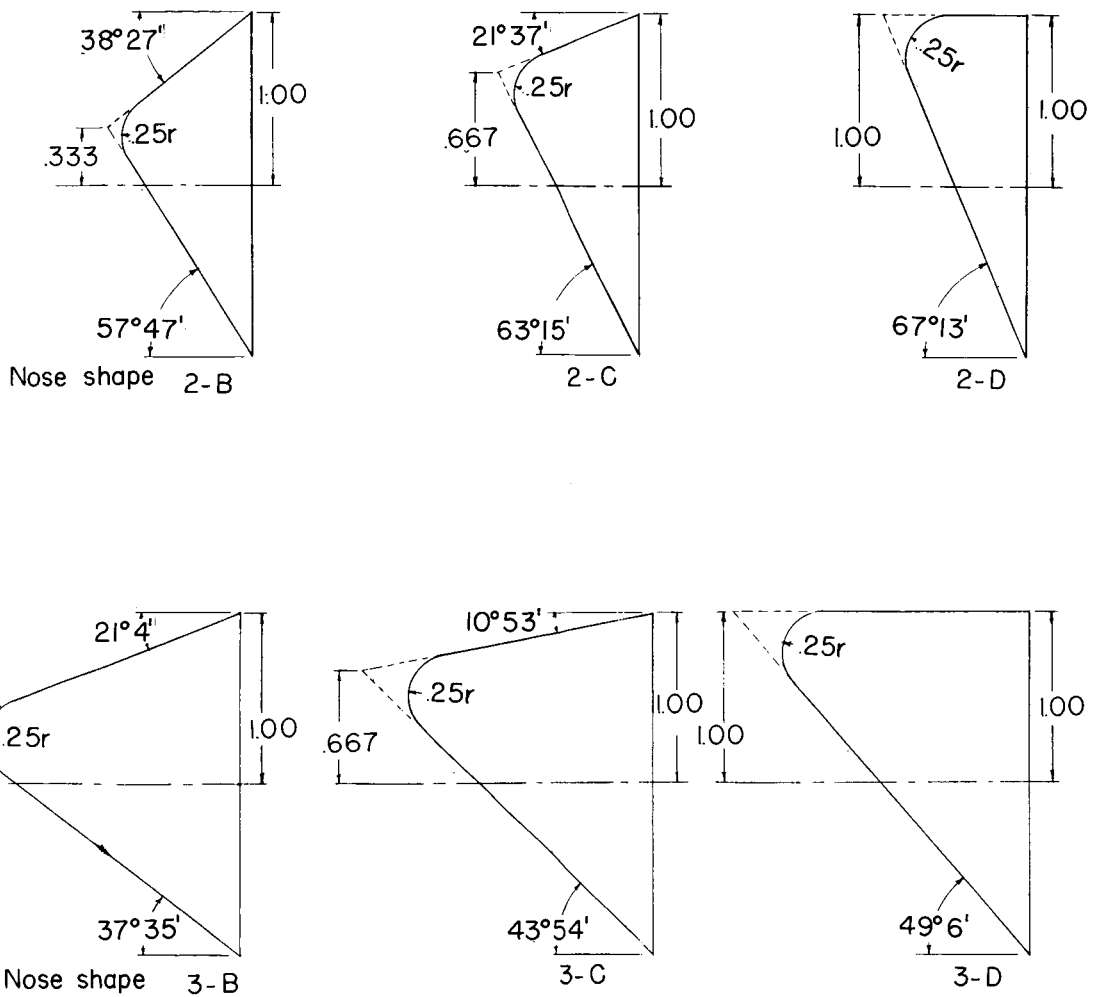 38°27'
1.00
.25r
.333
57°47'
Nose shape 2-B
21°37'
.25r
1.00
.667
63°15'
2-C
.25r
1.00
1.00
67°13'
2-D
21°4'
.25r
1.00
37°35'
Nose shape 3-B
10°53'
.25r
1.00
.667
43°54'
3-C
.25r
1.00
1.00
49°6'
3-D